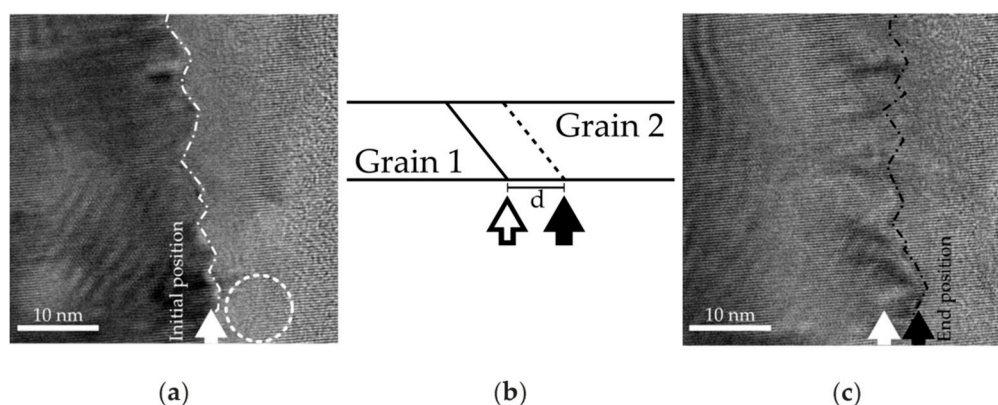 Initial position
10 nm
Grain 1
Grain 2
d
End position
10 nm
(a)
(b)
(c)